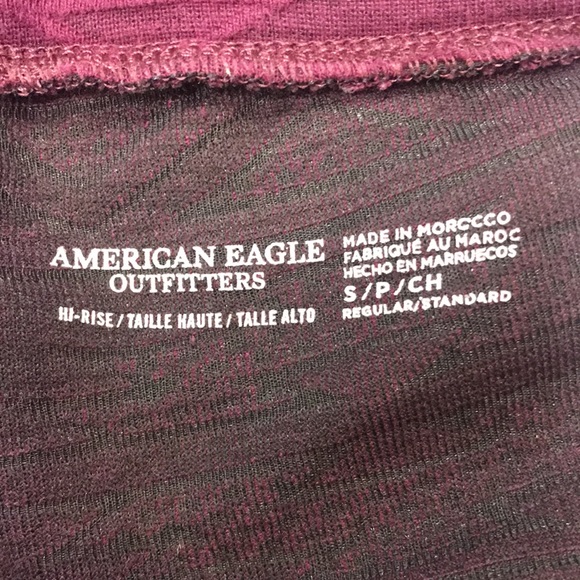 AMERICAN EAGLE
OUTFITTERS
HI-RISE/TAILLE HAUTE/TALLE ALTO
MADE IN MOROCCO
FABRIQUÉ AU MAROC
HECHO EN MARRUECOS
S/P/CH
REGULAR/STANDARD